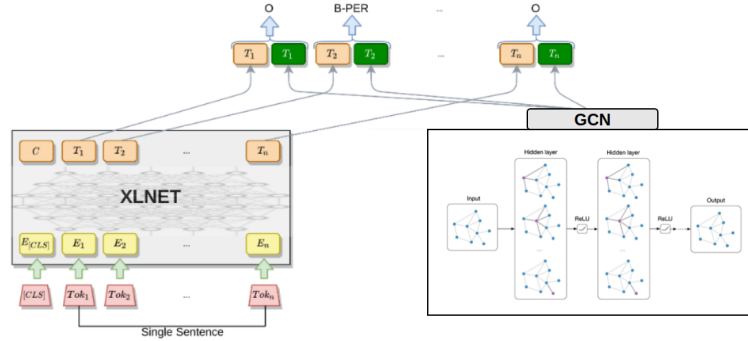 O B-PER ... O
T1 T1 T2 T2 ... Tn Tn
GCN
C T1 T2 ... Tn
Hidden layer Hidden layer
XLNET
Input Output
ReLU ReLU
E[CLS] E1 E2 ... En
... ...
[CLS] Tok1 Tok2 ... Tokn
Single Sentence